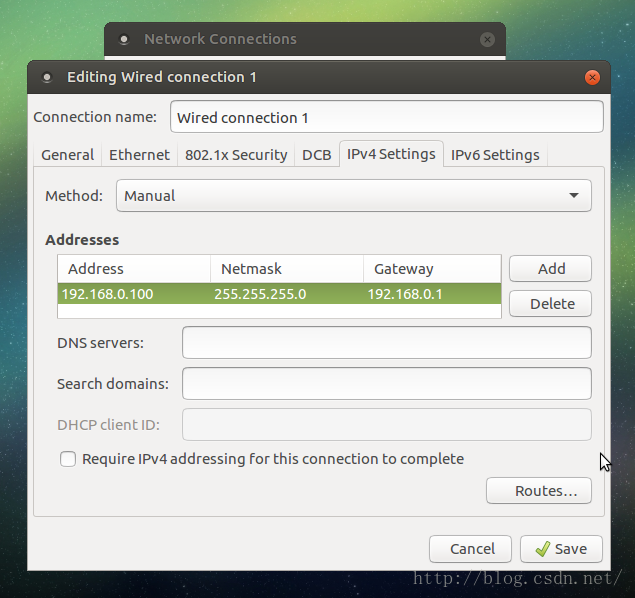 Network Connections
Editing Wired connection 1
Connection name: Wired connection 1
General Ethernet 802.1x Security DCB IPv4 Settings IPv6 Settings
Method: Manual
Addresses
Address Netmask Gateway Add
192.168.0.100 255.255.255.0 192.168.0.1
Delete
DNS servers:
Search domains:
DHCP client ID:
Require IPv4 addressing for this connection to complete
Routes...
Cancel Save
http://blog.csdn.net/